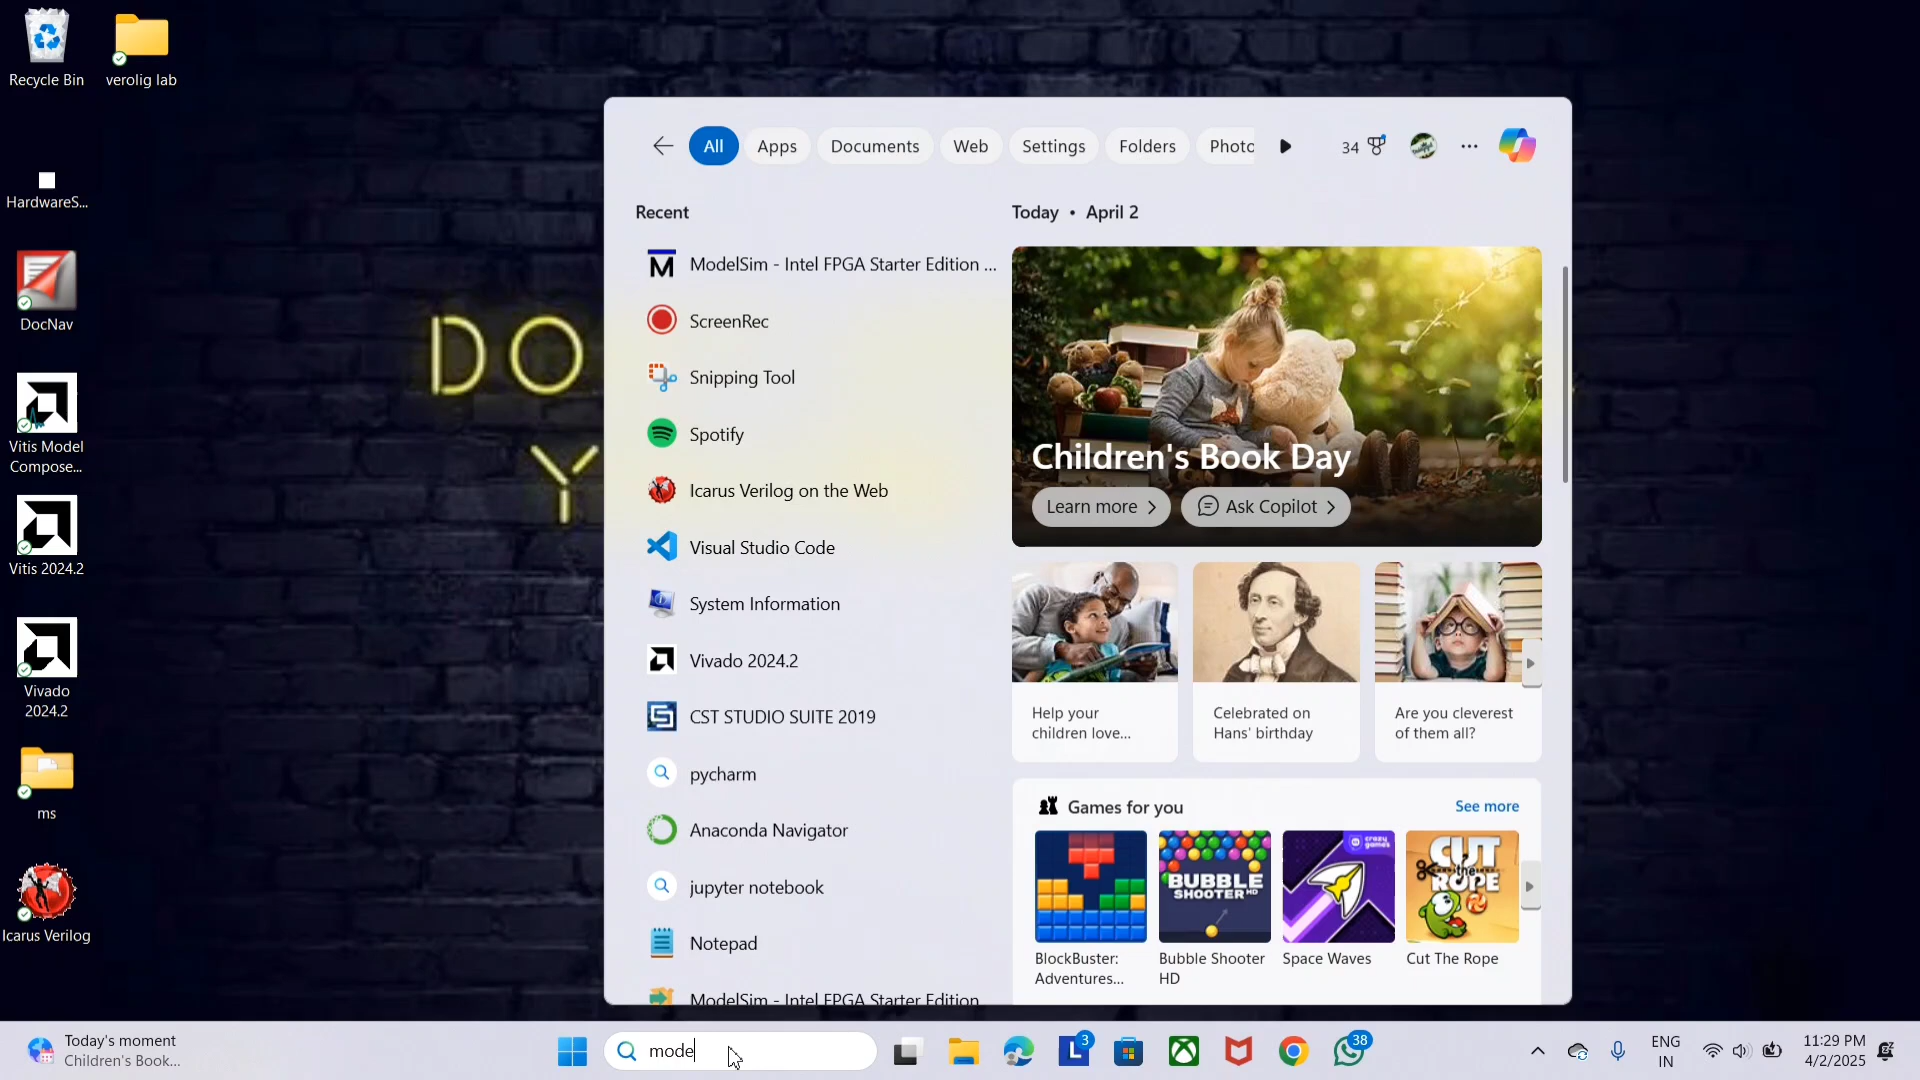 Recycle Bin
verolig lab
HardwareS...
DocNav
Vitis Model
Compose...
Vitis 2024.2
Vivado
2024.2
ms
Icarus Verilog
DO
Y
All
Apps
Documents
Web
Settings
Folders
Photo
34
Recent
ModelSim - Intel FPGA Starter Edition ...
ScreenRec
Snipping Tool
Spotify
Icarus Verilog on the Web
Visual Studio Code
System Information
Vivado 2024.2
CST STUDIO SUITE 2019
pycharm
Anaconda Navigator
jupyter notebook
Notepad
ModelSim - Intel FPGA Starter Edition
Today • April 2
Children's Book Day
Learn more
Ask Copilot
Help your
children love...
Celebrated on
Hans' birthday
Are you cleverest
of them all?
Games for you
See more
BUBBLE
SHOOTER HD
crazy
games
CUT
the
ROPE
BlockBuster:
Adventures...
Bubble Shooter
HD
Space Waves
Cut The Rope
Today's moment
Children's Book...
mode
3
38
ENG
IN
11:29 PM
4/2/2025